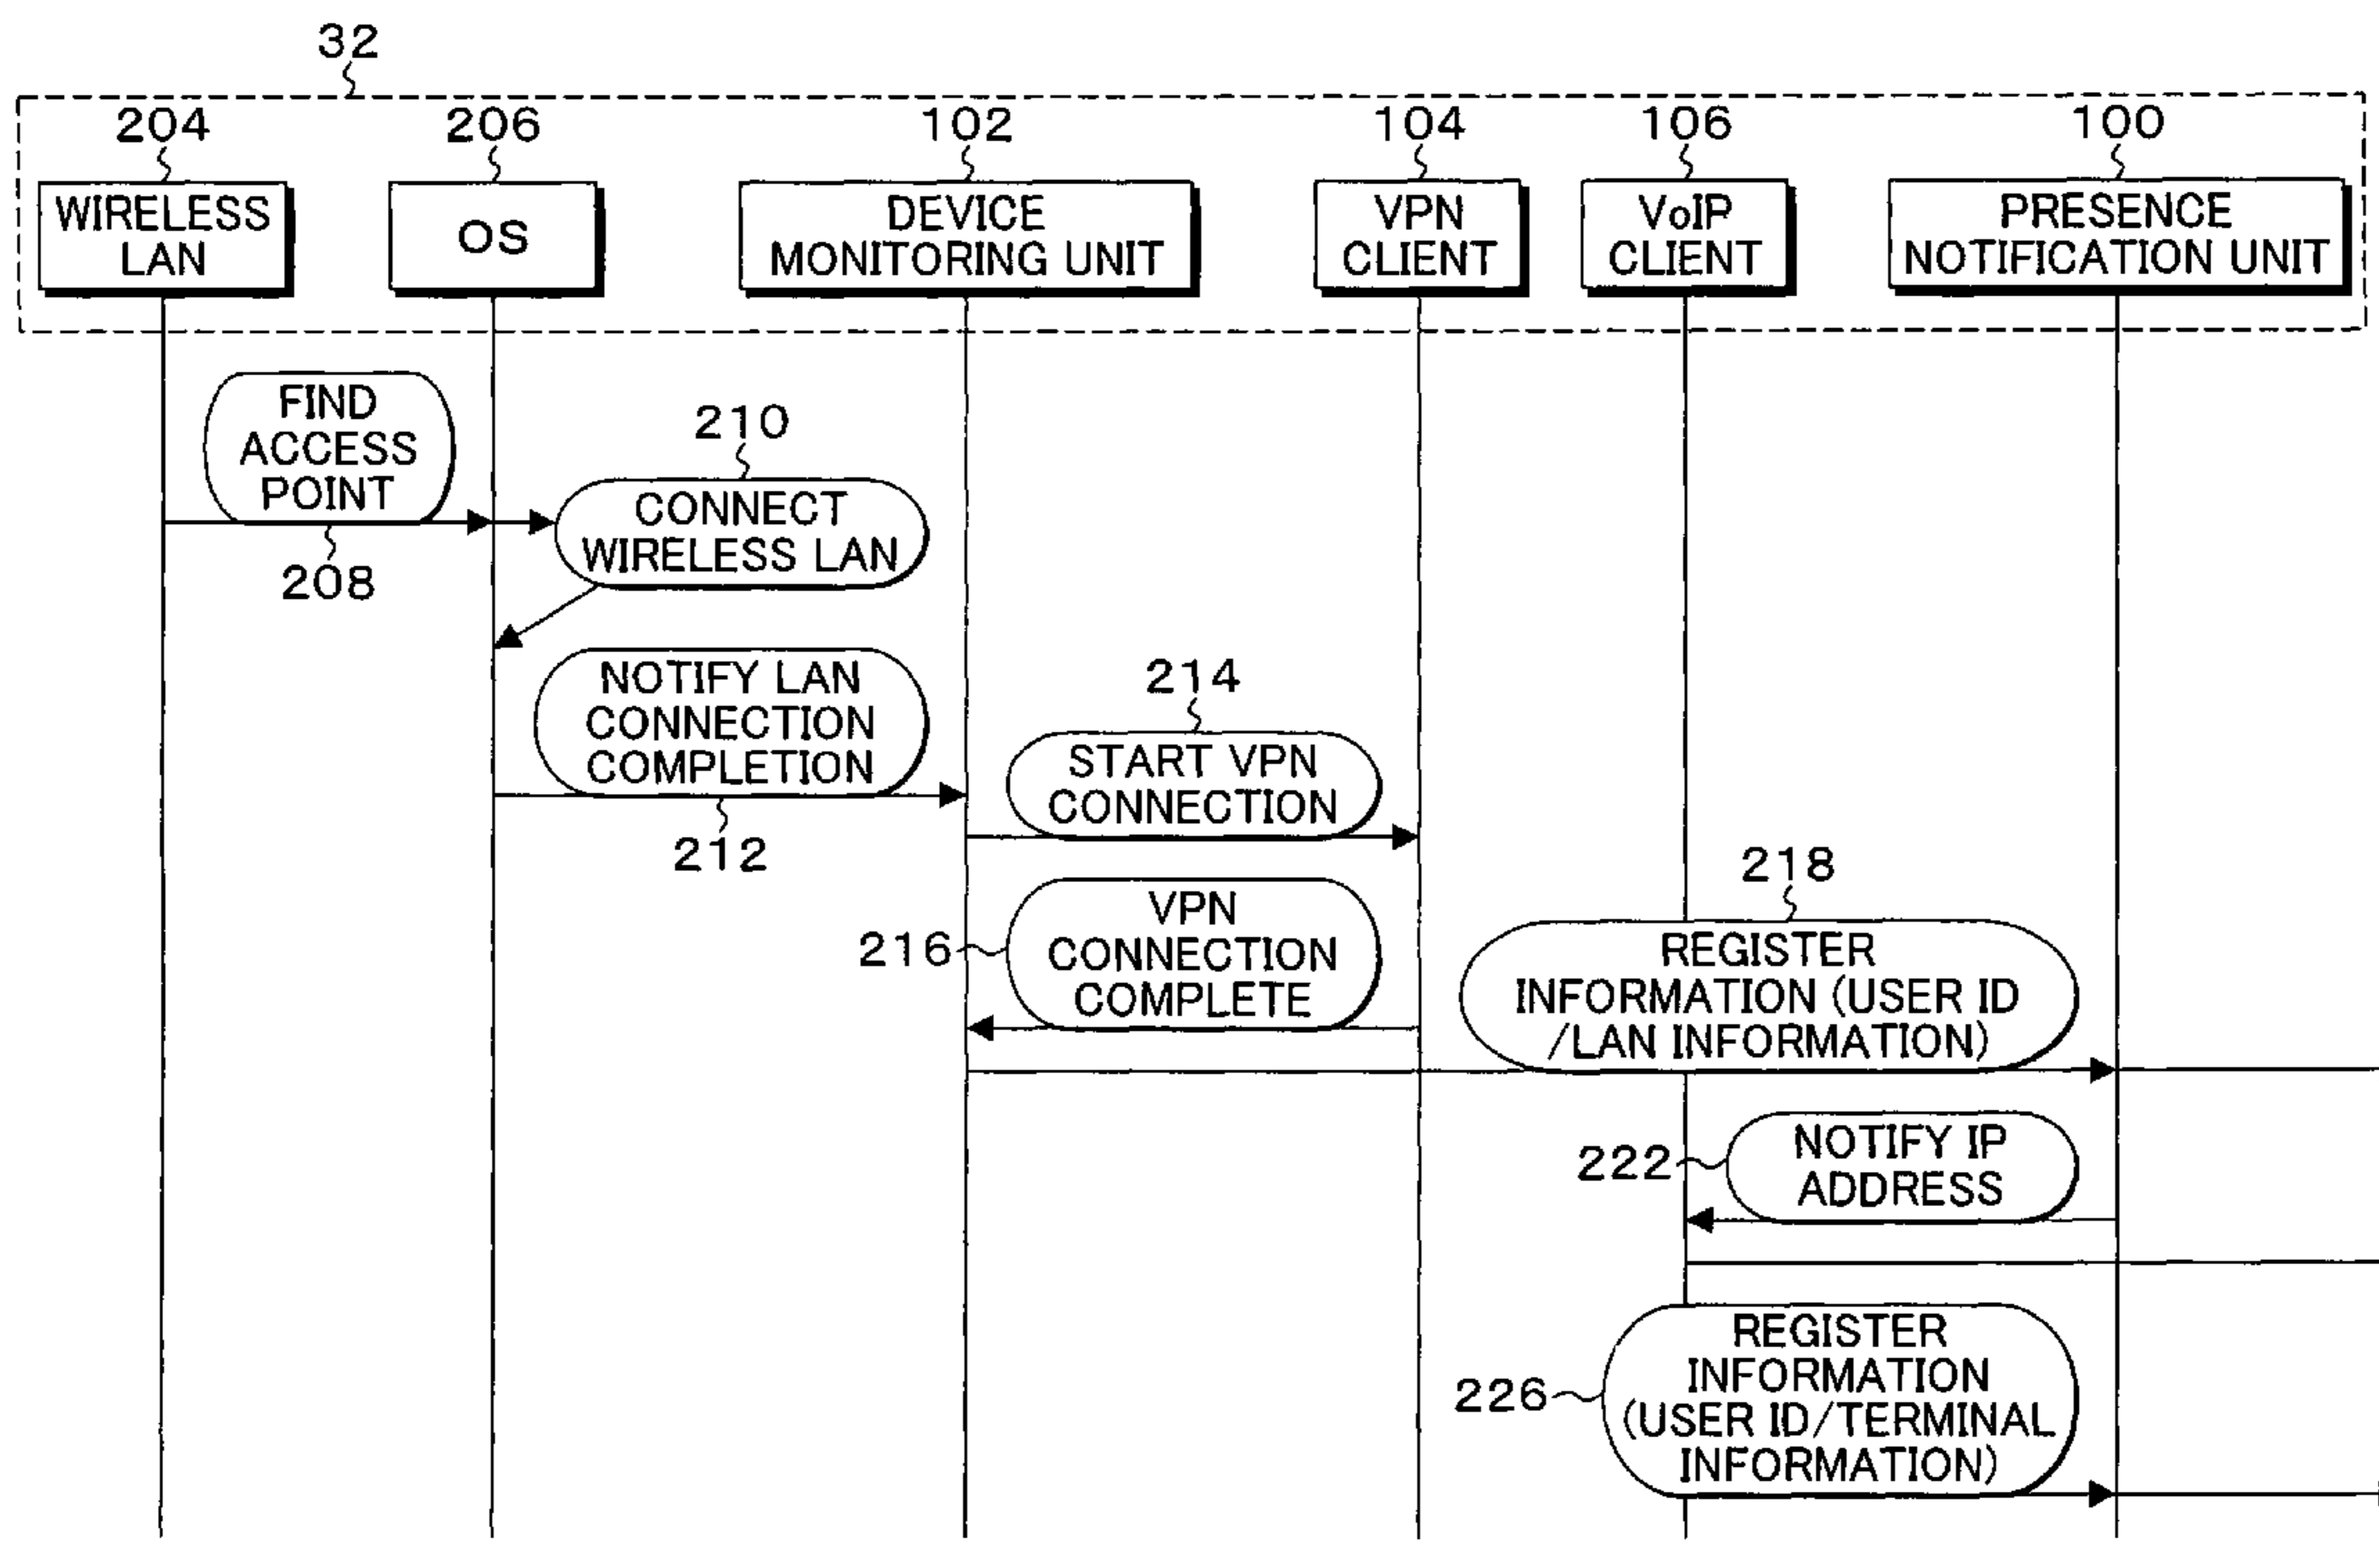 32
204
206
102
104
106
100
WIRELESS
LAN
OS
DEVICE
MONITORING UNIT
VPN
CLIENT
VoIP
CLIENT
PRESENCE
NOTIFICATION UNIT
FIND
ACCESS
POINT
208
210
CONNECT
WIRELESS LAN
NOTIFY LAN
CONNECTION
COMPLETION
212
214
START VPN
CONNECTION
216
VPN
CONNECTION
COMPLETE
218
REGISTER
INFORMATION (USER ID
/LAN INFORMATION)
222
NOTIFY IP
ADDRESS
226
REGISTER
INFORMATION
(USER ID/TERMINAL
INFORMATION)